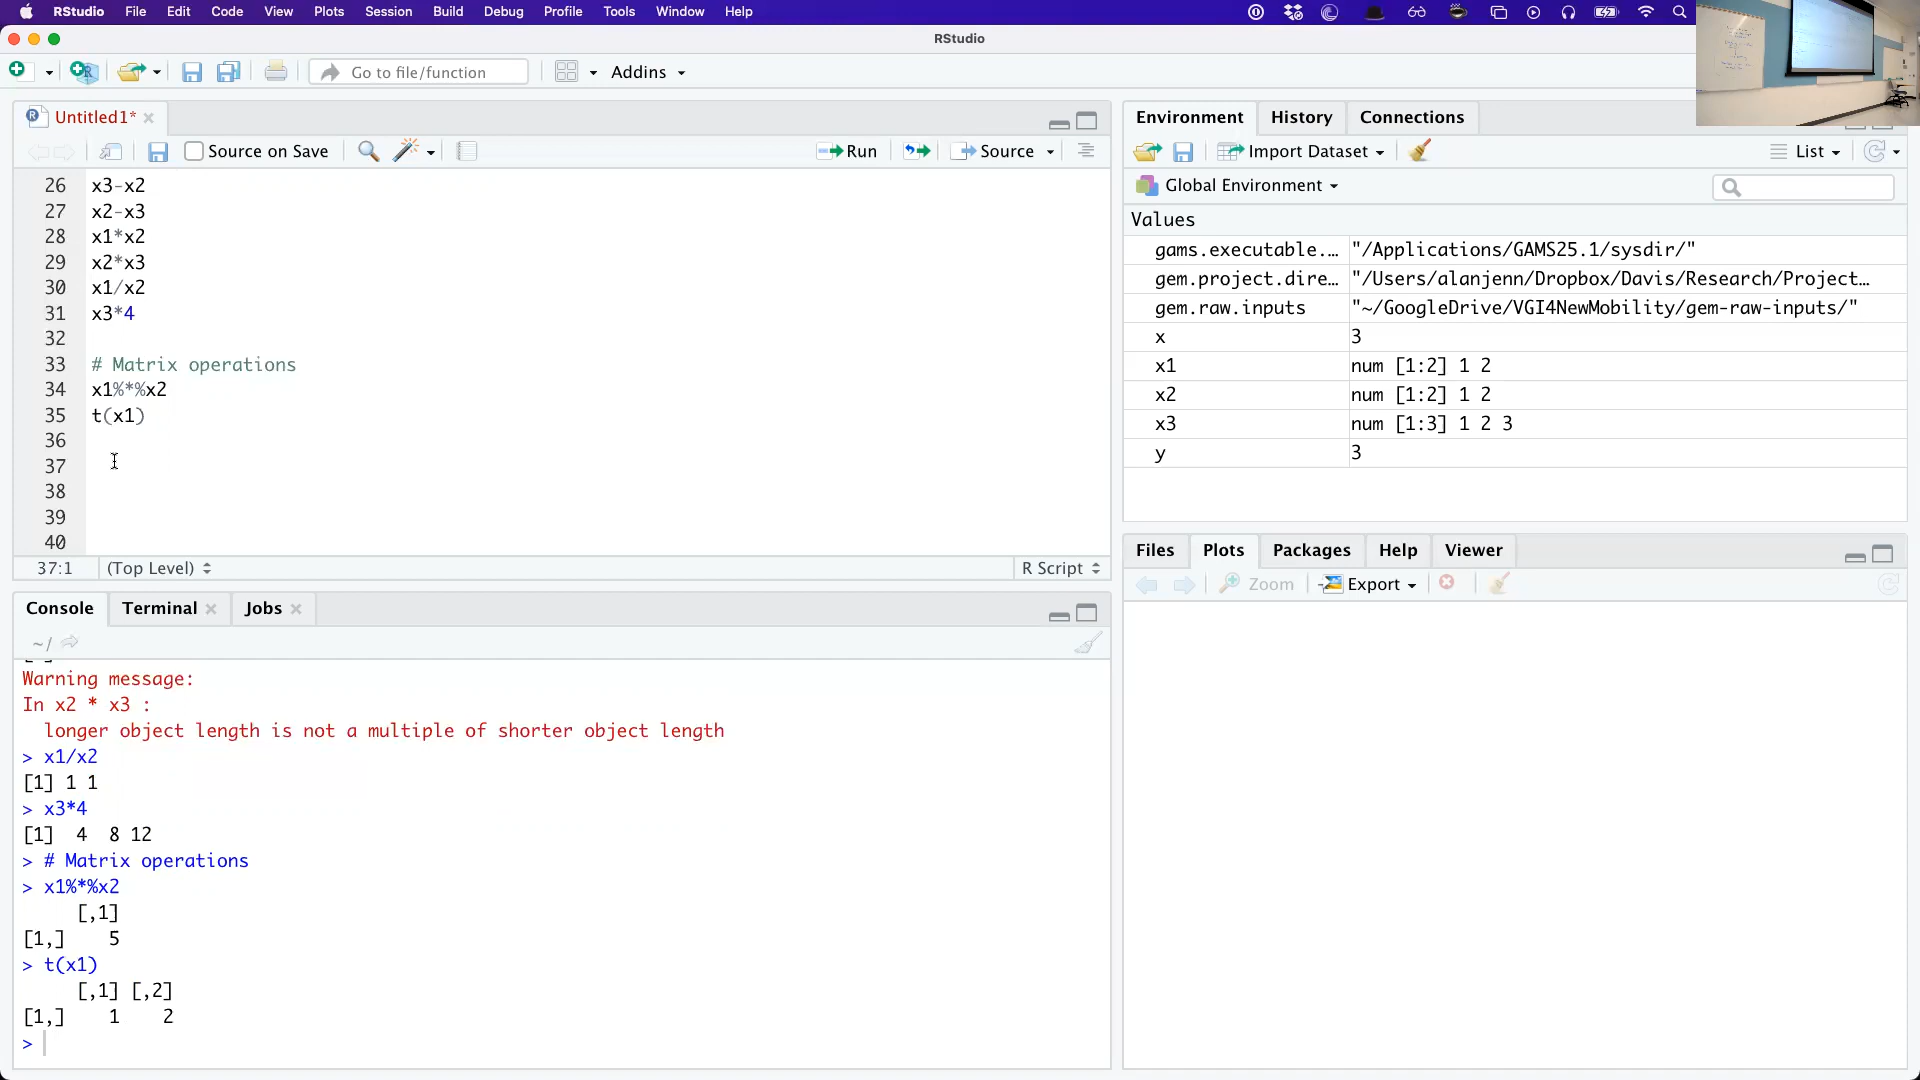 RStudio File Edit Code View Plots Session Build Debug Profile Tools Window Help
RStudio
Go to file/function Addins
Untitled1*
Source on Save Run Source
26 x3-x2
27 x2-x3
28 x1*x2
29 x2*x3
30 x1/x2
31 x3*4
32
33 # Matrix operations
34 x1%*%x2
35 t(x1)
36
37
38
39
40
37:1 (Top Level) R Script
Console Terminal Jobs
~/
Warning message:
In x2 * x3 :
longer object length is not a multiple of shorter object length
> x1/x2
[1] 1 1
> x3*4
[1] 4 8 12
> # Matrix operations
> x1%*%x2
[,1]
[1,] 5
> t(x1)
[,1] [,2]
[1,] 1 2
>
Environment History Connections
Import Dataset List
Global Environment
Values
gams.executable.… "/Applications/GAMS25.1/sysdir/"
gem.project.dire… "/Users/alanjenn/Dropbox/Davis/Research/Project…
gem.raw.inputs "~/GoogleDrive/VGI4NewMobility/gem-raw-inputs/"
x 3
x1 num [1:2] 1 2
x2 num [1:2] 1 2
x3 num [1:3] 1 2 3
y 3
Files Plots Packages Help Viewer
Zoom Export